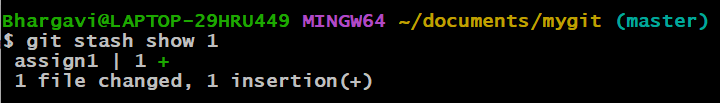 Bhargavi@LAPTOP-29HRU449 MINGW64 ~/documents/mygit (master)
$ git stash show 1
 assign1 | 1 +
 1 file changed, 1 insertion(+)